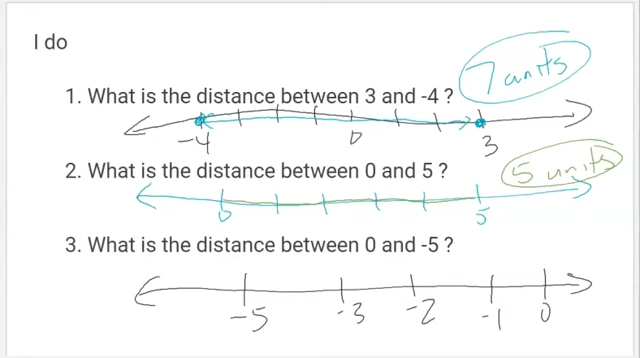 I do
7 units
1. What is the distance between 3 and -4 ?
-4 0 3
2. What is the distance between 0 and 5 ?
5 units
0 5
3. What is the distance between 0 and -5 ?
-5 -3 -2 -1 0